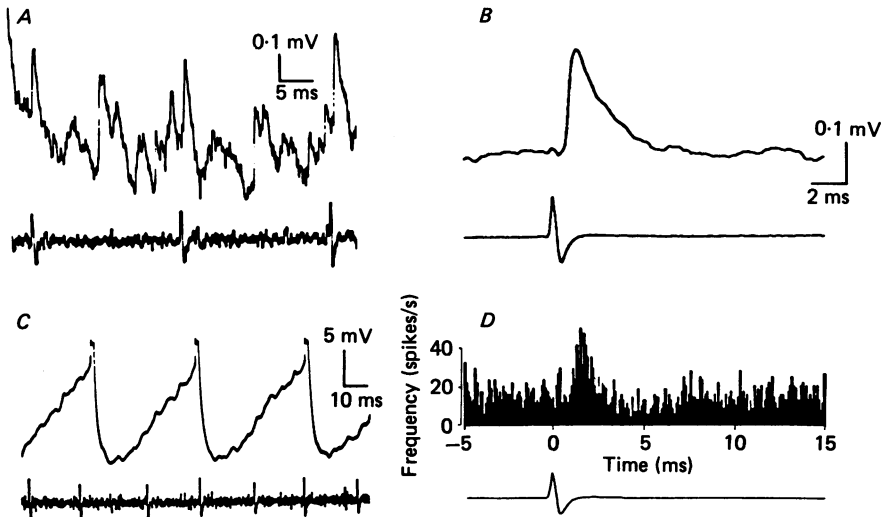 A
0·1 mV
5 ms
B
0·1 mV
2 ms
C
5 mV
10 ms
D
Frequency (spikes/s)
40
20
0
−5 0 5 10 15
Time (ms)